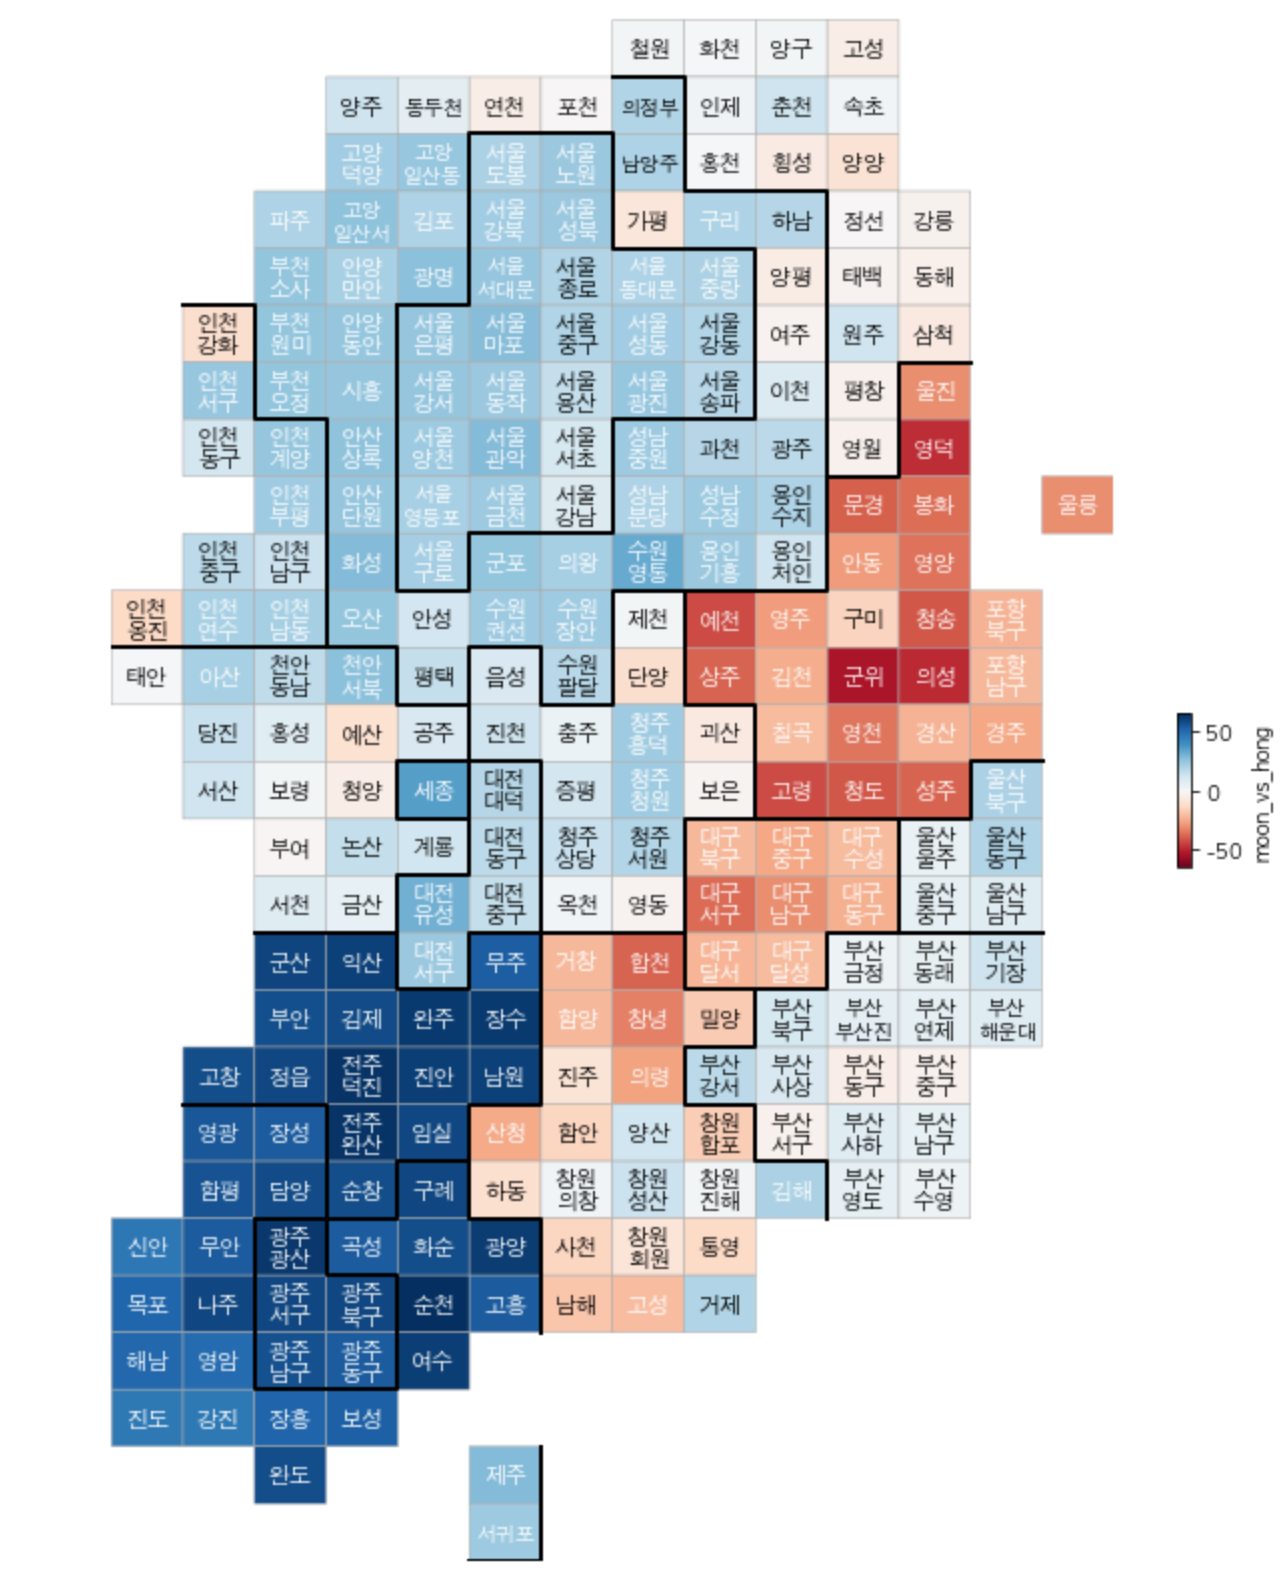 철원 화천 양구 고성
양주 동두천 연천 포천 의정부 인제 춘천 속초
고양 고양 서울 서울 남양주 홍천 횡성 양양
덕양 일산동 도봉 노원
파주 고양 김포 서울 서울 가평 구리 하남 정선 강릉
일산서 강북 성북
부천 안양 광명 서울 서울 서울 서울 양평 태백 동해
소사 만안 서대문 종로 동대문 중랑
인천 부천 안양 서울 서울 서울 서울 서울 여주 원주 삼척
강화 원미 동안 은평 마포 중구 성동 강동
인천 부천 시흥 서울 서울 서울 서울 서울 이천 평창 울진
서구 오정 강서 동작 용산 광진 송파
인천 인천 안산 서울 서울 서울 성남 과천 광주 영월 영덕
동구 계양 상록 양천 관악 서초 중원
인천 안산 서울 서울 서울 성남 성남 용인 문경 봉화 울릉
부평 단원 영등포 금천 강남 분당 수정 수지
인천 인천 화성 서울 군포 의왕 수원 용인 용인 안동 영양
중구 남구 구로 영통 기흥 처인
인천 인천 인천 오산 안성 수원 수원 제천 예천 영주 구미 청송 포항
옹진 연수 남동 권선 장안 북구
태안 아산 천안 천안 평택 음성 수원 단양 상주 김천 군위 의성 포항
동남 서북 팔달 남구
당진 홍성 예산 공주 진천 충주 청주 괴산 칠곡 영천 경산 경주
흥덕
서산 보령 청양 세종 대전 증평 청주 보은 고령 청도 성주 울산
대덕 청원 북구
부여 논산 계룡 대전 청주 청주 대구 대구 대구 울산 울산
동구 상당 서원 북구 중구 수성 울주 동구
서천 금산 대전 대전 옥천 영동 대구 대구 대구 울산 울산
유성 중구 서구 남구 동구 중구 남구
군산 익산 대전 무주 거창 합천 대구 대구 부산 부산 부산
서구 달서 달성 금정 동래 기장
부안 김제 완주 장수 함양 창녕 밀양 부산 부산 부산 부산
북구 부산진 연제 해운대
고창 정읍 전주 진안 남원 진주 의령 부산 부산 부산 부산
덕진 강서 사상 동구 중구
영광 장성 전주 임실 산청 함안 양산 창원 부산 부산 부산
완산 합포 서구 사하 남구
함평 담양 순창 구례 하동 창원 창원 창원 김해 부산 부산
의창 성산 진해 영도 수영
신안 무안 광주 곡성 화순 광양 사천 창원 통영
광산 회원
목포 나주 광주 광주 순천 고흥 남해 고성 거제
서구 북구
해남 영암 광주 광주 여수
남구 동구
진도 강진 장흥 보성
완도 제주
서귀포
50
0
-50
moon_vs_hong